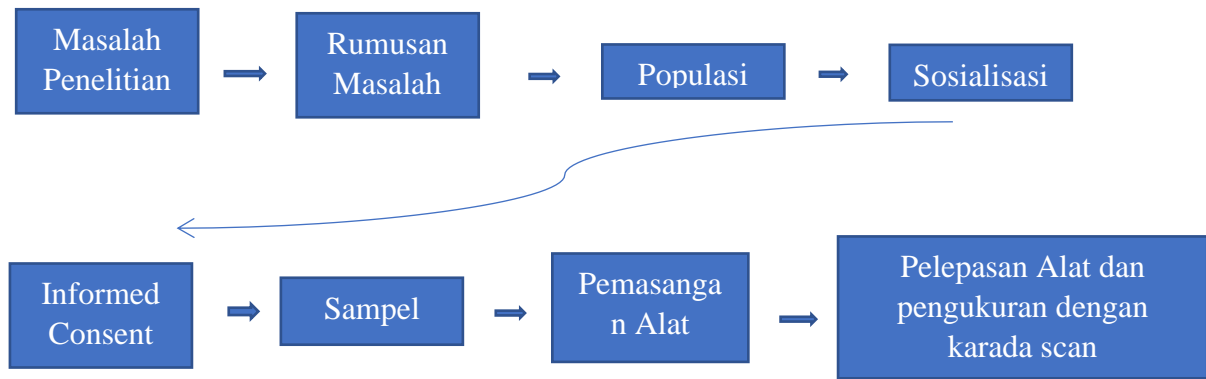 Masalah
Penelitian
Rumusan
Masalah
Populasi
Sosialisasi
Informed
Consent
Sampel
Pemasanga
n Alat
Pelepasan Alat dan
pengukuran dengan
karada scan